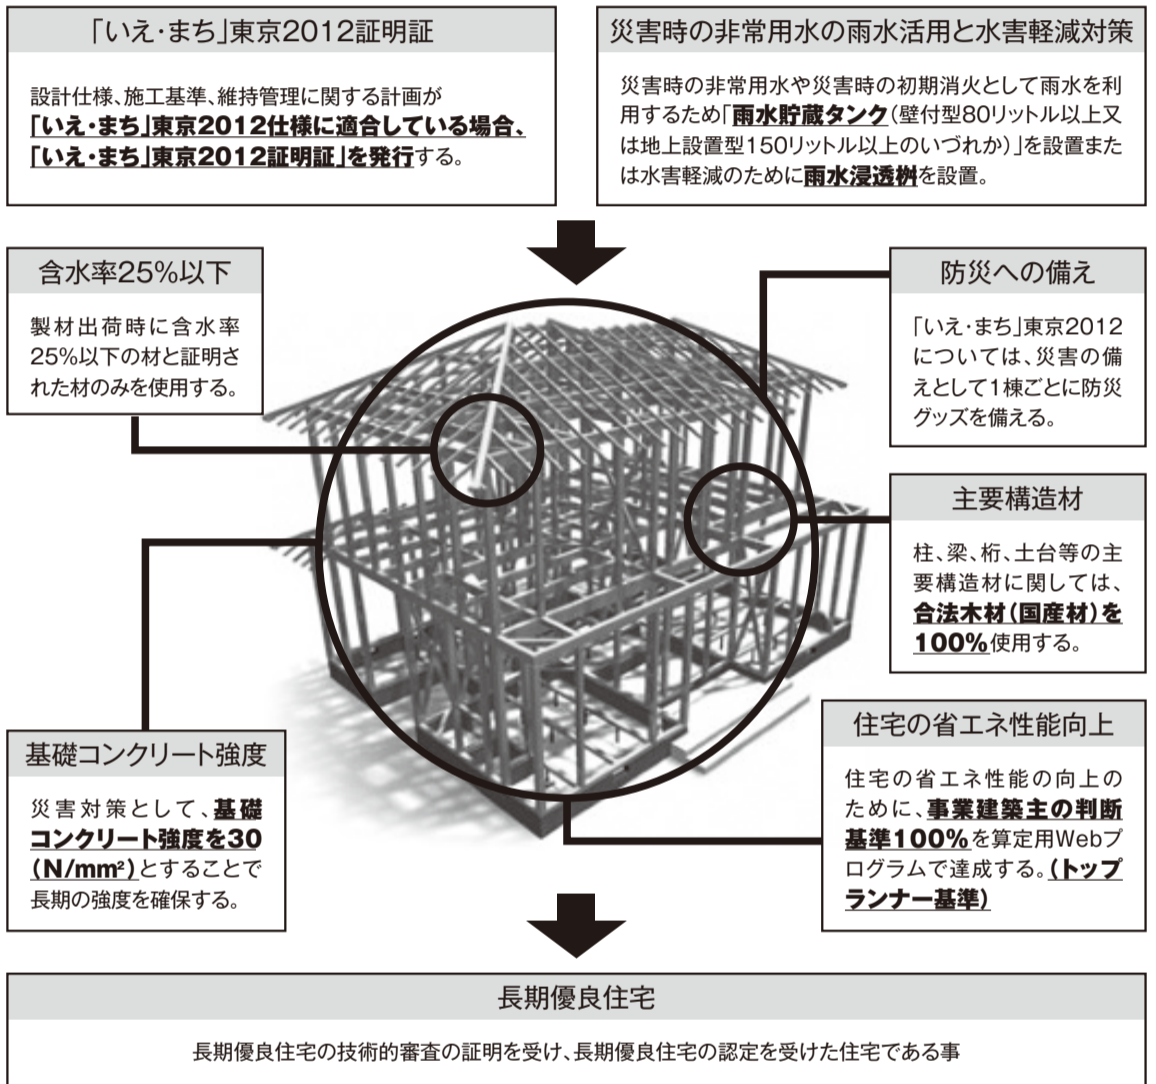 「いえ・まち」東京2012証明証
設計仕様、施工基準、維持管理に関する計画が
「いえ・まち」東京2012仕様に適合している場合、
「いえ・まち」東京2012証明証」を発行する。
災害時の非常用水の雨水活用と水害軽減対策
災害時の非常用水や災害時の初期消火として雨水を利
用するため「雨水貯蔵タンク(壁付型80リットル以上又
は地上設置型150リットル以上のいづれか)」を設置また
は水害軽減のために雨水浸透桝を設置。
含水率25%以下
製材出荷時に含水率
25%以下の材と証明さ
れた材のみを使用する。
防災への備え
「いえ・まち」東京2012
については、災害の備
えとして1棟ごとに防災
グッズを備える。
主要構造材
柱、梁、桁、土台等の主
要構造材に関しては、
合法木材(国産材)を
100%使用する。
基礎コンクリート強度
災害対策として、基礎
コンクリート強度を30
(N/mm²)とすることで
長期の強度を確保する。
住宅の省エネ性能向上
住宅の省エネ性能の向上の
ために、事業建築主の判断
基準100%を算定用Webプ
ログラムで達成する。(トップ
ランナー基準)
長期優良住宅
長期優良住宅の技術的審査の証明を受け、長期優良住宅の認定を受けた住宅である事